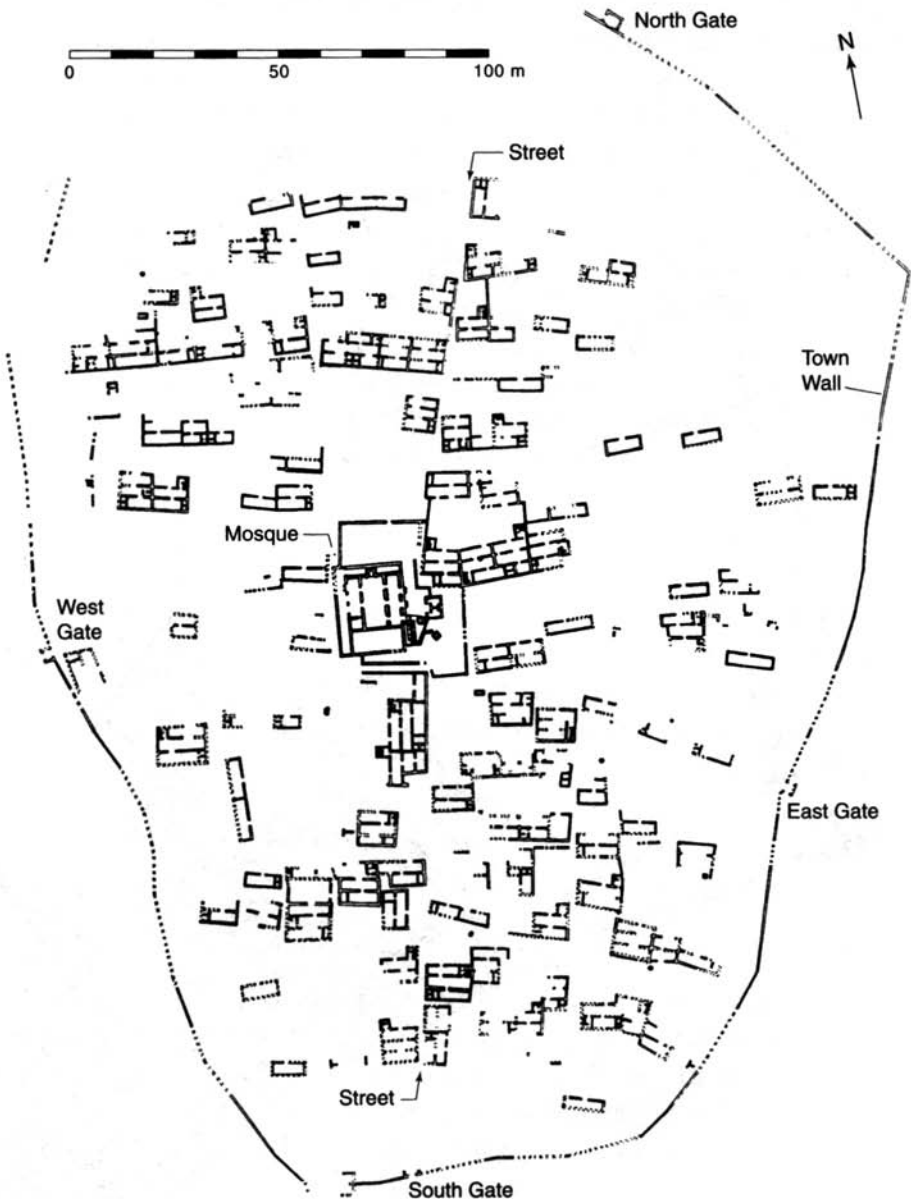 North Gate
0 50 100 m
N
Street
Town
Wall
Mosque
West
Gate
East Gate
Street
South Gate